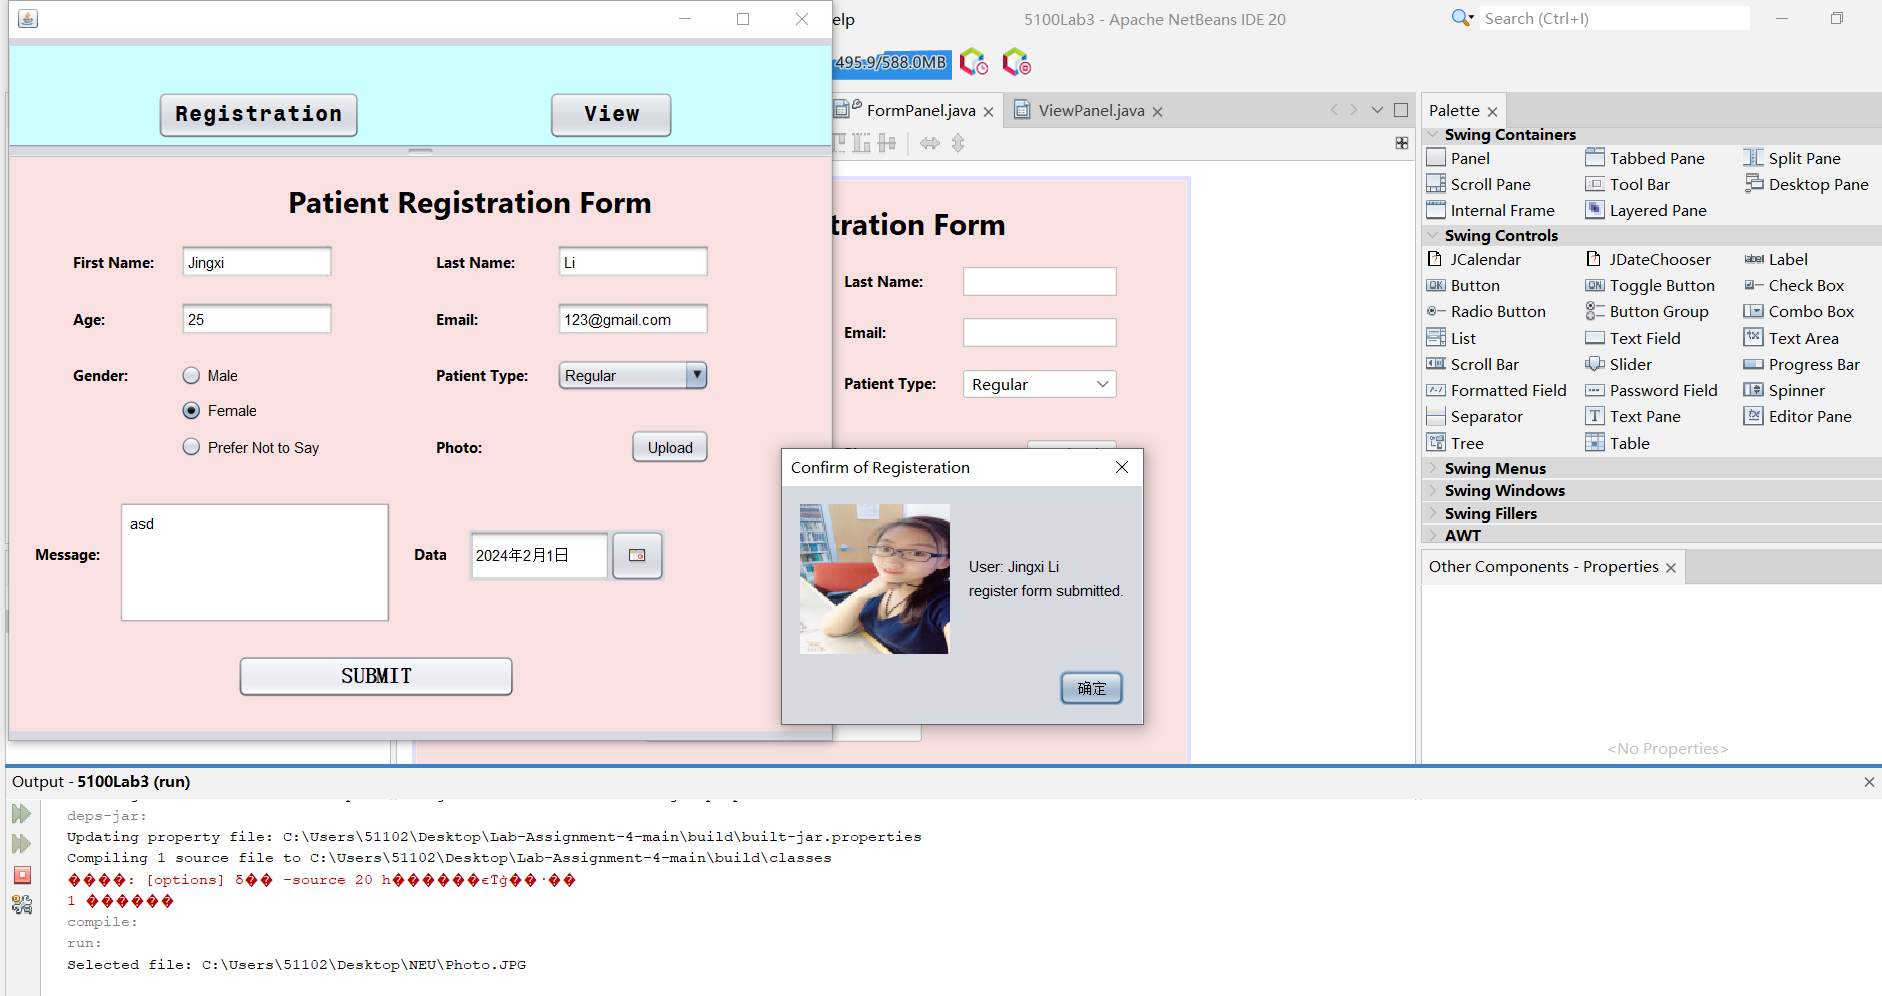 elp
5100Lab3 - Apache NetBeans IDE 20
Search (Ctrl+I)
495.9/588.0MB
FormPanel.java
ViewPanel.java
Registration
View
Patient Registration Form
First Name:
Jingxi
Last Name:
Li
Age:
25
Email:
123@gmail.com
Gender:
Male
Patient Type:
Regular
Female
Prefer Not to Say
Photo:
Upload
Message:
asd
Data
2024年2月1日
SUBMIT
tration Form
Last Name:
Email:
Patient Type:
Regular
Confirm of Registeration
User: Jingxi Li
register form submitted.
确定
Palette
Swing Containers
Panel
Tabbed Pane
Split Pane
Scroll Pane
Tool Bar
Desktop Pane
Internal Frame
Layered Pane
Swing Controls
JCalendar
JDateChooser
Label
Button
Toggle Button
Check Box
Radio Button
Button Group
Combo Box
List
Text Field
Text Area
Scroll Bar
Slider
Progress Bar
Formatted Field
Password Field
Spinner
Separator
Text Pane
Editor Pane
Tree
Table
Swing Menus
Swing Windows
Swing Fillers
AWT
Other Components - Properties
<No Properties>
Output - 5100Lab3 (run)
deps-jar:
Updating property file: C:\Users\51102\Desktop\Lab-Assignment-4-main\build\built-jar.properties
Compiling 1 source file to C:\Users\51102\Desktop\Lab-Assignment-4-main\build\classes
����: [options] δ�� -source 20 һ������ϵͳģ��·��
1 ������
compile:
run:
Selected file: C:\Users\51102\Desktop\NEU\Photo.JPG